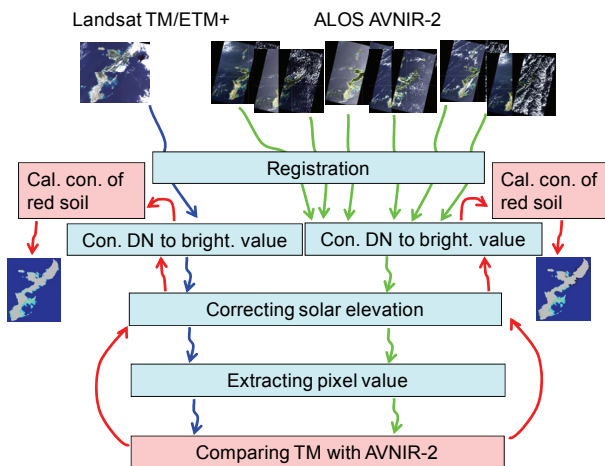 Landsat TM/ETM+
ALOS AVNIR-2
Registration
Cal. con. of
red soil
Cal. con. of
red soil
Con. DN to bright. value
Con. DN to bright. value
Correcting solar elevation
Extracting pixel value
Comparing TM with AVNIR-2